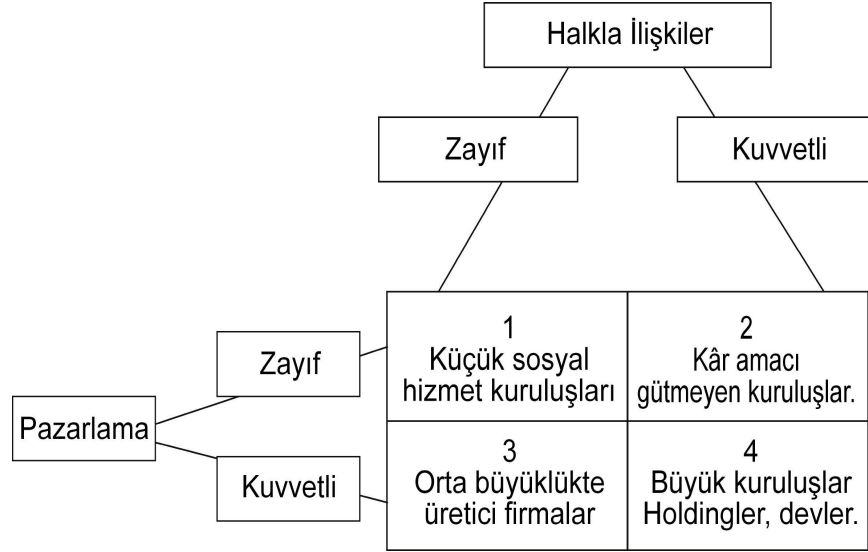 Halkla İlişkiler
Zayıf
Kuvvetli
1
Küçük sosyal
hizmet kuruluşları
2
Kâr amacı
gütmeyen kuruluşlar.
Zayıf
Pazarlama
Kuvvetli
3
Orta büyüklükte
üretici firmalar
4
Büyük kuruluşlar
Holdingler, devler.